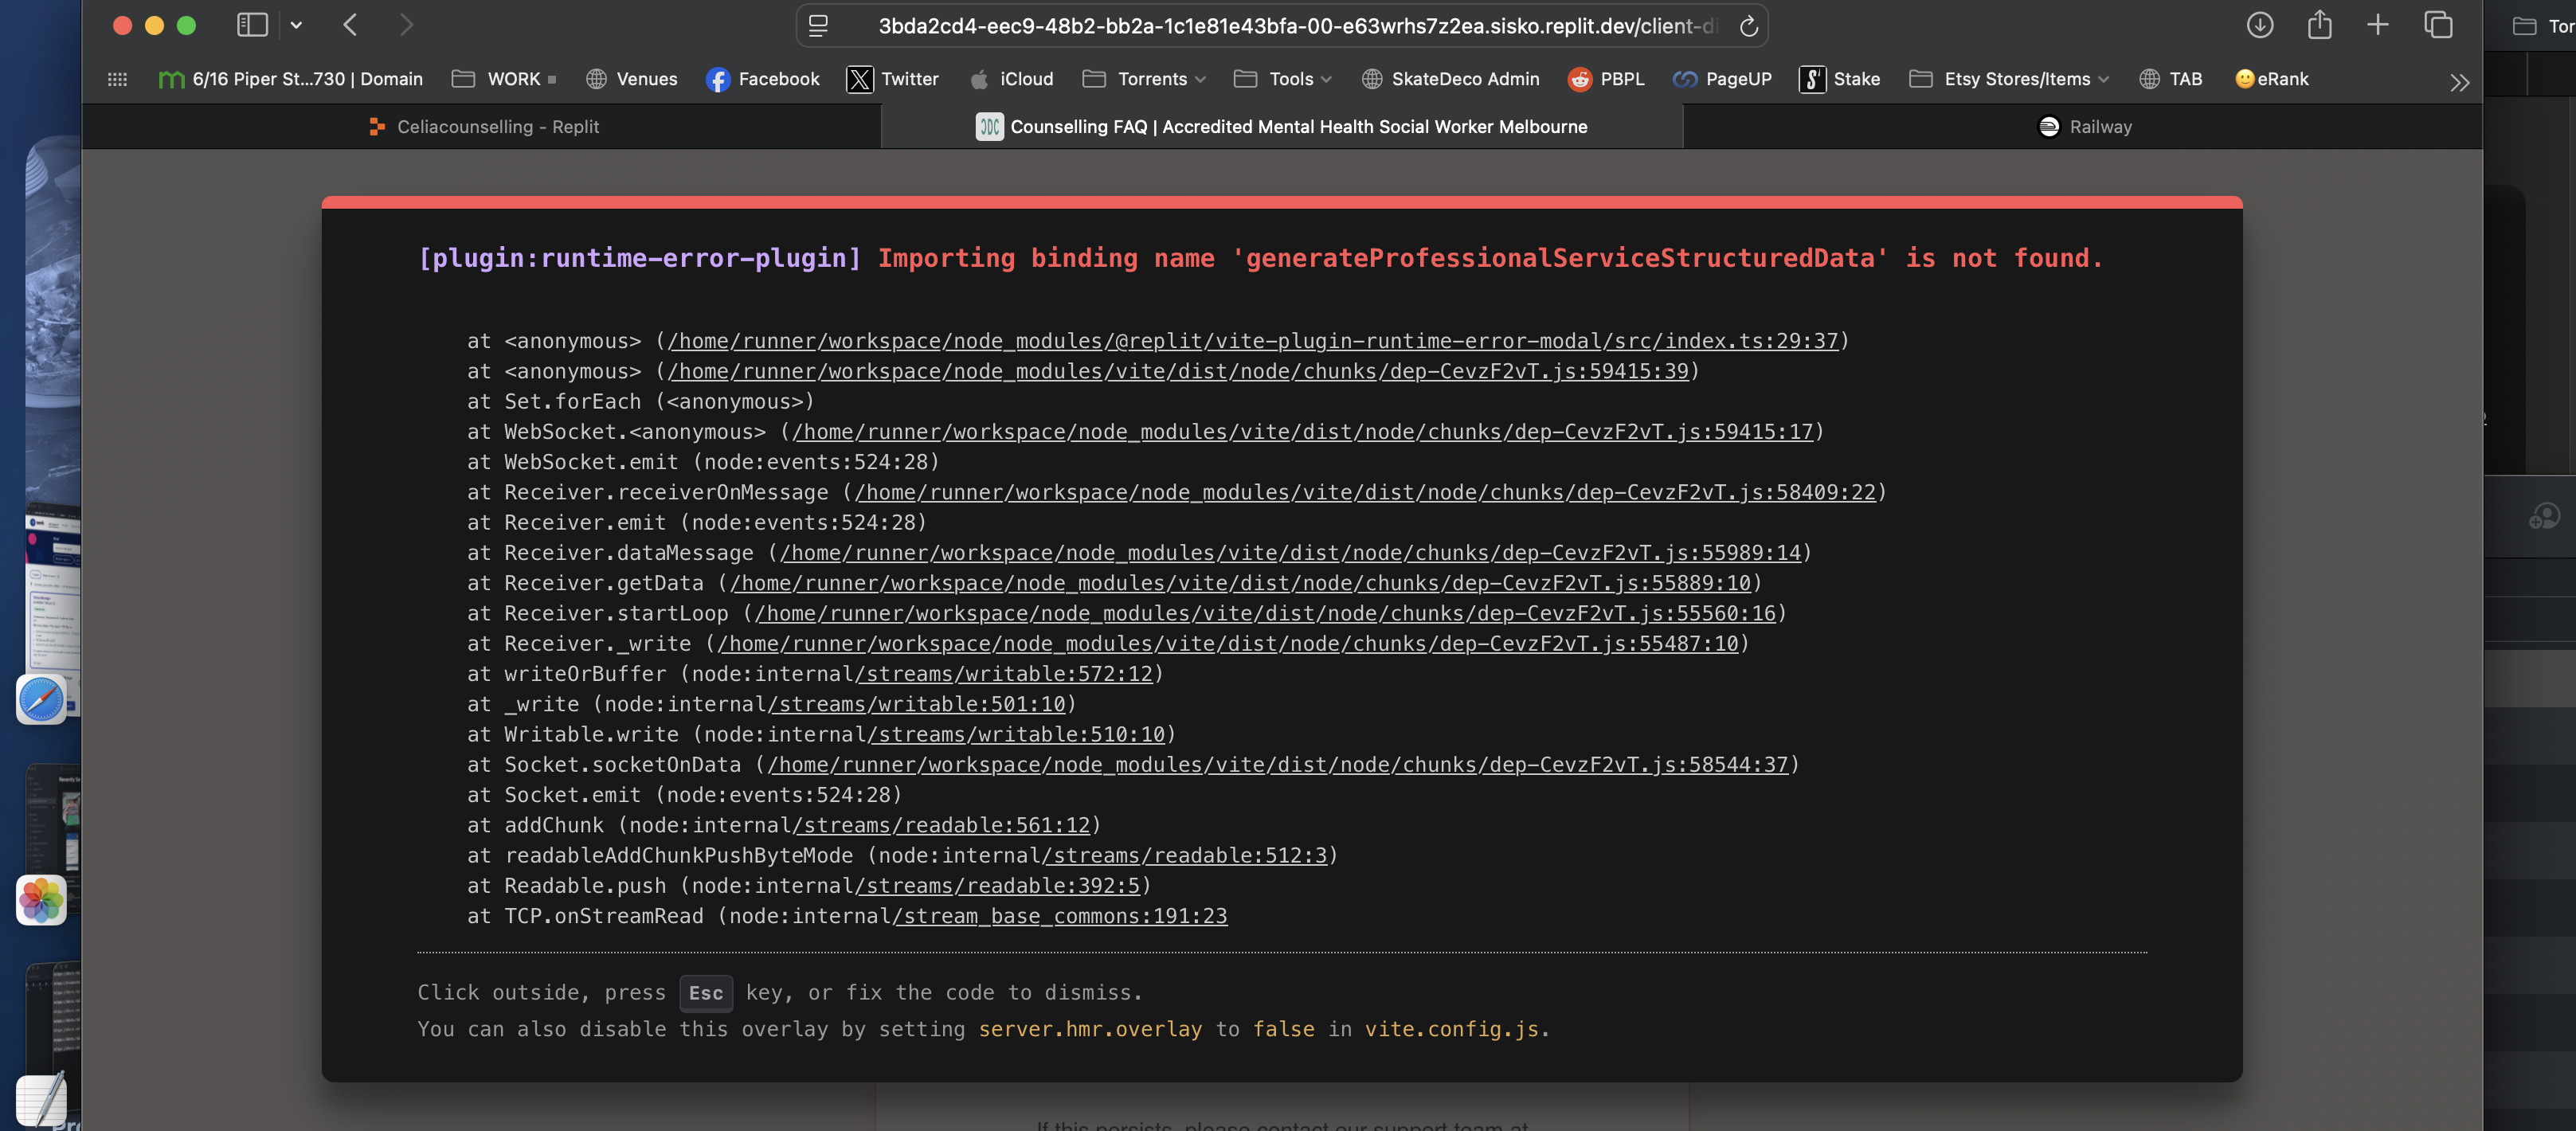 3bda2cd4-eec9-48b2-bb2a-1c1e81e43bfa-00-e63wrhs7z2ea.sisko.replit.dev/client-d
Tor
6/16 Piper St...730 | Domain WORK Venues Facebook Twitter iCloud Torrents Tools SkateDeco Admin PBPL PageUP Stake Etsy Stores/Items TAB eRank
Celiacounselling - Replit Counselling FAQ | Accredited Mental Health Social Worker Melbourne Railway
[plugin:runtime-error-plugin] Importing binding name 'generateProfessionalServiceStructuredData' is not found.
at <anonymous> (/home/runner/workspace/node_modules/@replit/vite-plugin-runtime-error-modal/src/index.ts:29:37)
at <anonymous> (/home/runner/workspace/node_modules/vite/dist/node/chunks/dep-CevzF2vT.js:59415:39)
at Set.forEach (<anonymous>)
at WebSocket.<anonymous> (/home/runner/workspace/node_modules/vite/dist/node/chunks/dep-CevzF2vT.js:59415:17)
at WebSocket.emit (node:events:524:28)
at Receiver.receiverOnMessage (/home/runner/workspace/node_modules/vite/dist/node/chunks/dep-CevzF2vT.js:58409:22)
at Receiver.emit (node:events:524:28)
at Receiver.dataMessage (/home/runner/workspace/node_modules/vite/dist/node/chunks/dep-CevzF2vT.js:55989:14)
at Receiver.getData (/home/runner/workspace/node_modules/vite/dist/node/chunks/dep-CevzF2vT.js:55889:10)
at Receiver.startLoop (/home/runner/workspace/node_modules/vite/dist/node/chunks/dep-CevzF2vT.js:55560:16)
at Receiver._write (/home/runner/workspace/node_modules/vite/dist/node/chunks/dep-CevzF2vT.js:55487:10)
at writeOrBuffer (node:internal/streams/writable:572:12)
at _write (node:internal/streams/writable:501:10)
at Writable.write (node:internal/streams/writable:510:10)
at Socket.socketOnData (/home/runner/workspace/node_modules/vite/dist/node/chunks/dep-CevzF2vT.js:58544:37)
at Socket.emit (node:events:524:28)
at addChunk (node:internal/streams/readable:561:12)
at readableAddChunkPushByteMode (node:internal/streams/readable:512:3)
at Readable.push (node:internal/streams/readable:392:5)
at TCP.onStreamRead (node:internal/stream_base_commons:191:23
Click outside, press Esc key, or fix the code to dismiss.
You can also disable this overlay by setting server.hmr.overlay to false in vite.config.js.
If this persists, please contact our support team at